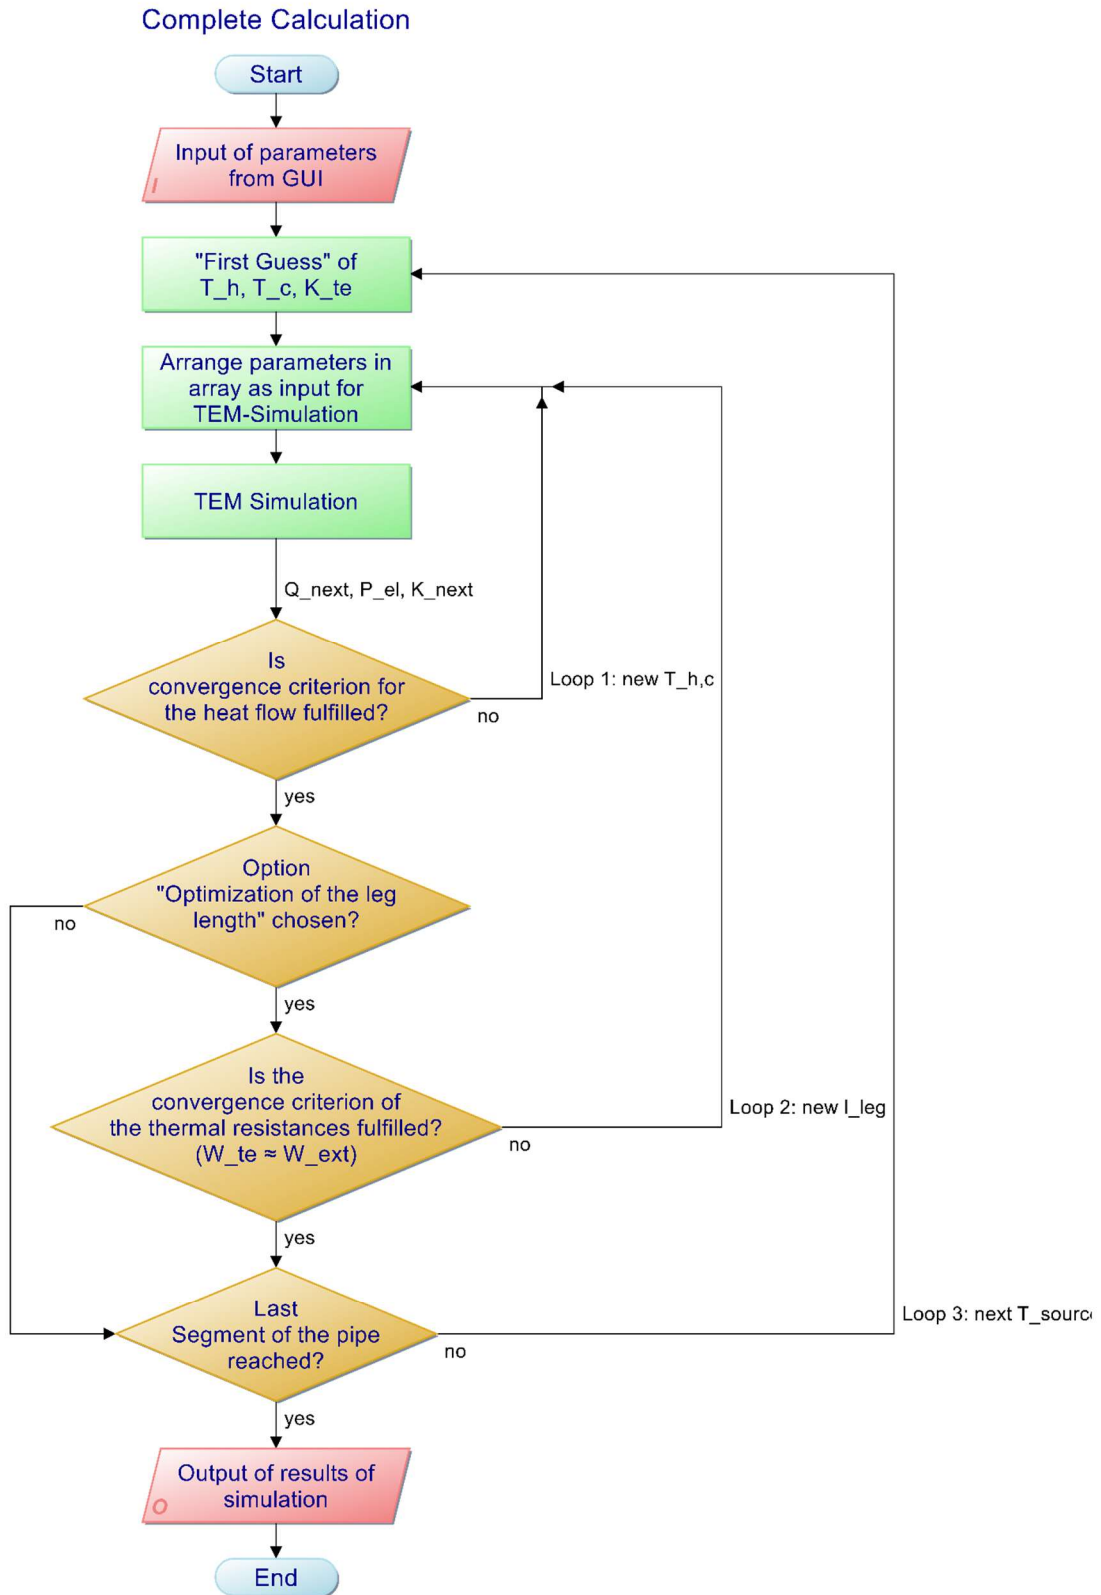 Complete Calculation
Start
Input of parameters
from GUI
I
"First Guess" of
T_h, T_c, K_te
Arrange parameters in
array as input for
TEM-Simulation
TEM Simulation
Q_next, P_el, K_next
Is
convergence criterion for
the heat flow fulfilled?
no
Loop 1: new T_h,c
yes
Option
"Optimization of the leg
length" chosen?
no
yes
Is the
convergence criterion of
the thermal resistances fulfilled?
(W_te ≈ W_ext)
no
Loop 2: new l_leg
yes
Last
Segment of the pipe
reached?
no
Loop 3: next T_source
yes
Output of results of
simulation
O
End